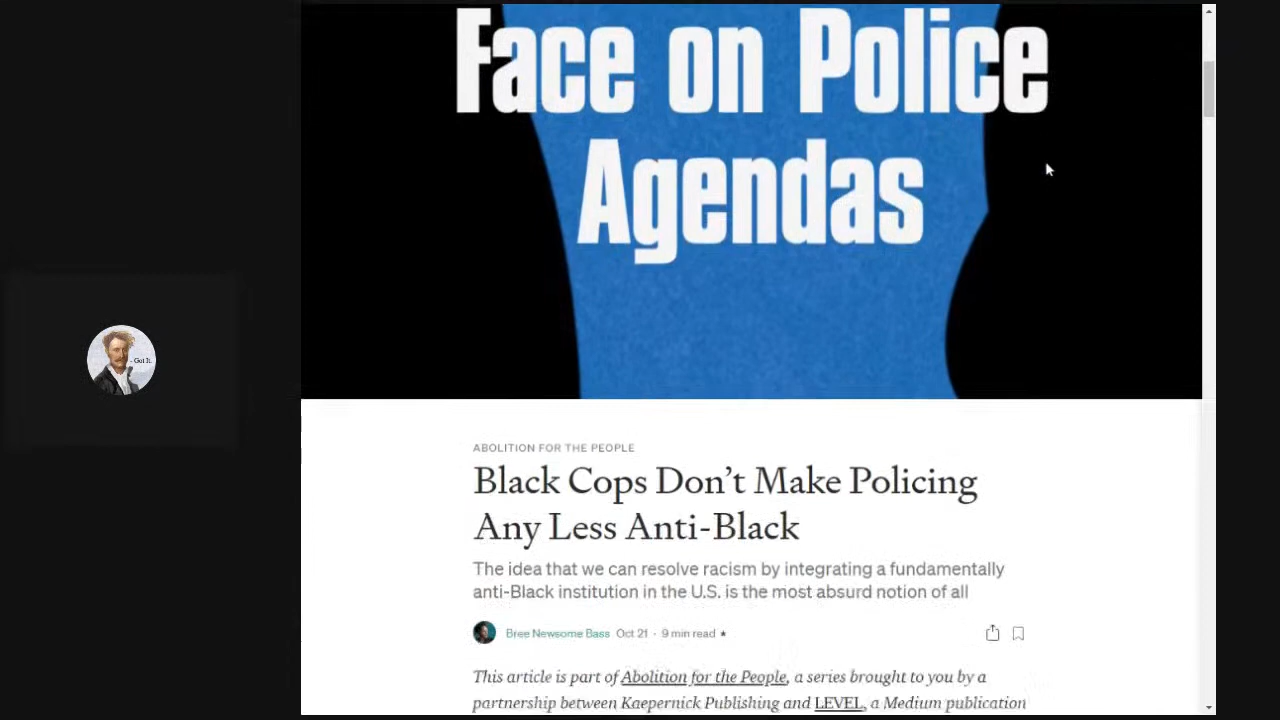 Face on Police
Agendas
- Got It.
ABOLITION FOR THE PEOPLE
Black Cops Don’t Make Policing
Any Less Anti-Black
The idea that we can resolve racism by integrating a fundamentally
anti-Black institution in the U.S. is the most absurd notion of all
Bree Newsome Bass Oct 21 · 9 min read ★
This article is part of Abolition for the People, a series brought to you by a
partnership between Kaepernick Publishing and LEVEL, a Medium publication